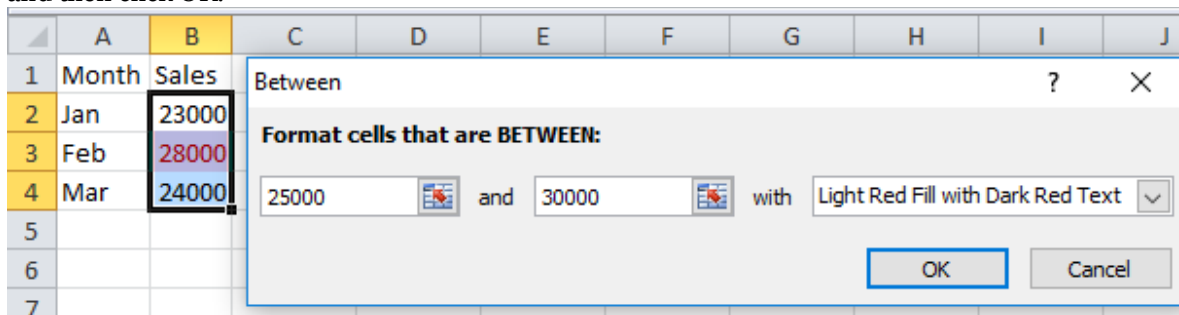 A B C D E F G H I J
1 Month Sales
Between ? X
2 Jan 23000
Format cells that are BETWEEN:
3 Feb 28000
4 Mar 24000
25000 and 30000 with Light Red Fill with Dark Red Text
5
6
OK Cancel
7